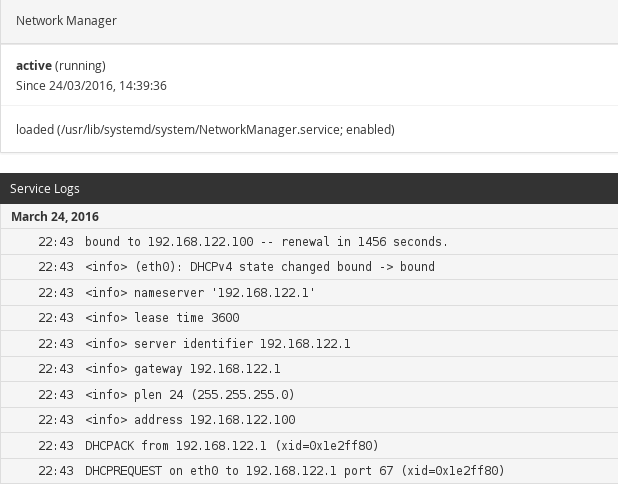 Network Manager
active (running)
Since 24/03/2016, 14:39:36
loaded (/usr/lib/systemd/system/NetworkManager.service; enabled)
Service Logs
March 24, 2016
22:43 bound to 192.168.122.100 -- renewal in 1456 seconds.
22:43 <info> (eth0): DHCPv4 state changed bound -> bound
22:43 <info> nameserver '192.168.122.1'
22:43 <info> lease time 3600
22:43 <info> server identifier 192.168.122.1
22:43 <info> gateway 192.168.122.1
22:43 <info> plen 24 (255.255.255.0)
22:43 <info> address 192.168.122.100
22:43 DHCPACK from 192.168.122.1 (xid=0x1e2ff80)
22:43 DHCPREQUEST on eth0 to 192.168.122.1 port 67 (xid=0x1e2ff80)